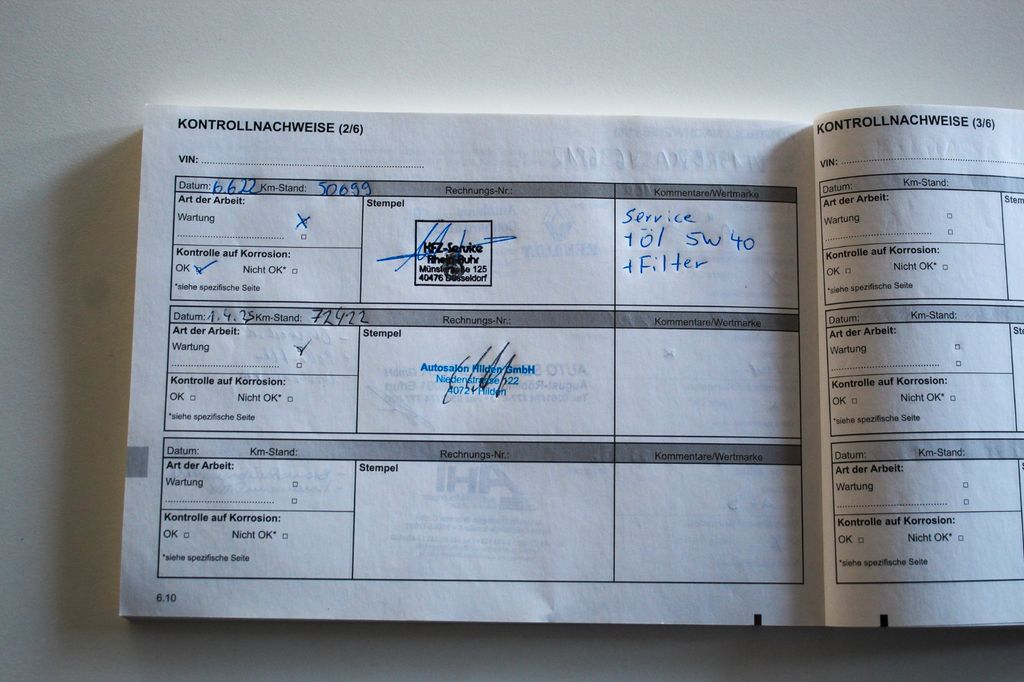 KONTROLLNACHWEISE (2/6)
VIN:
Datum: 6.6.22 Km-Stand: 50699 Rechnungs-Nr.: Kommentare/Wertmarke
Art der Arbeit:
Stempel
Wartung
Kontrolle auf Korrosion:
OK Nicht OK*
*siehe spezifische Seite
KFZ-Service
Rhein-Ruhr
Münsterstraße 125
40476 Düsseldorf
Service
+ Öl 5W40
+ Filter
Datum: 1.4.25 Km-Stand: 72422 Rechnungs-Nr.: Kommentare/Wertmarke
Art der Arbeit:
Stempel
Wartung
Kontrolle auf Korrosion:
OK Nicht OK*
*siehe spezifische Seite
Autosalon Hilden GmbH
Niedenstrasse 122
40721 Hilden
Datum: Km-Stand: Rechnungs-Nr.: Kommentare/Wertmarke
Art der Arbeit:
Stempel
Wartung
Kontrolle auf Korrosion:
OK Nicht OK*
*siehe spezifische Seite
6.10
KONTROLLNACHWEISE (3/6)
VIN:
Datum: Km-Stand:
Art der Arbeit:
Wartung
Kontrolle auf Korrosion:
OK Nicht OK*
*siehe spezifische Seite
Datum: Km-Stand:
Art der Arbeit:
Wartung
Kontrolle auf Korrosion:
OK Nicht OK*
*siehe spezifische Seite
Datum: Km-Stand:
Art der Arbeit:
Wartung
Kontrolle auf Korrosion:
OK Nicht OK*
*siehe spezifische Seite